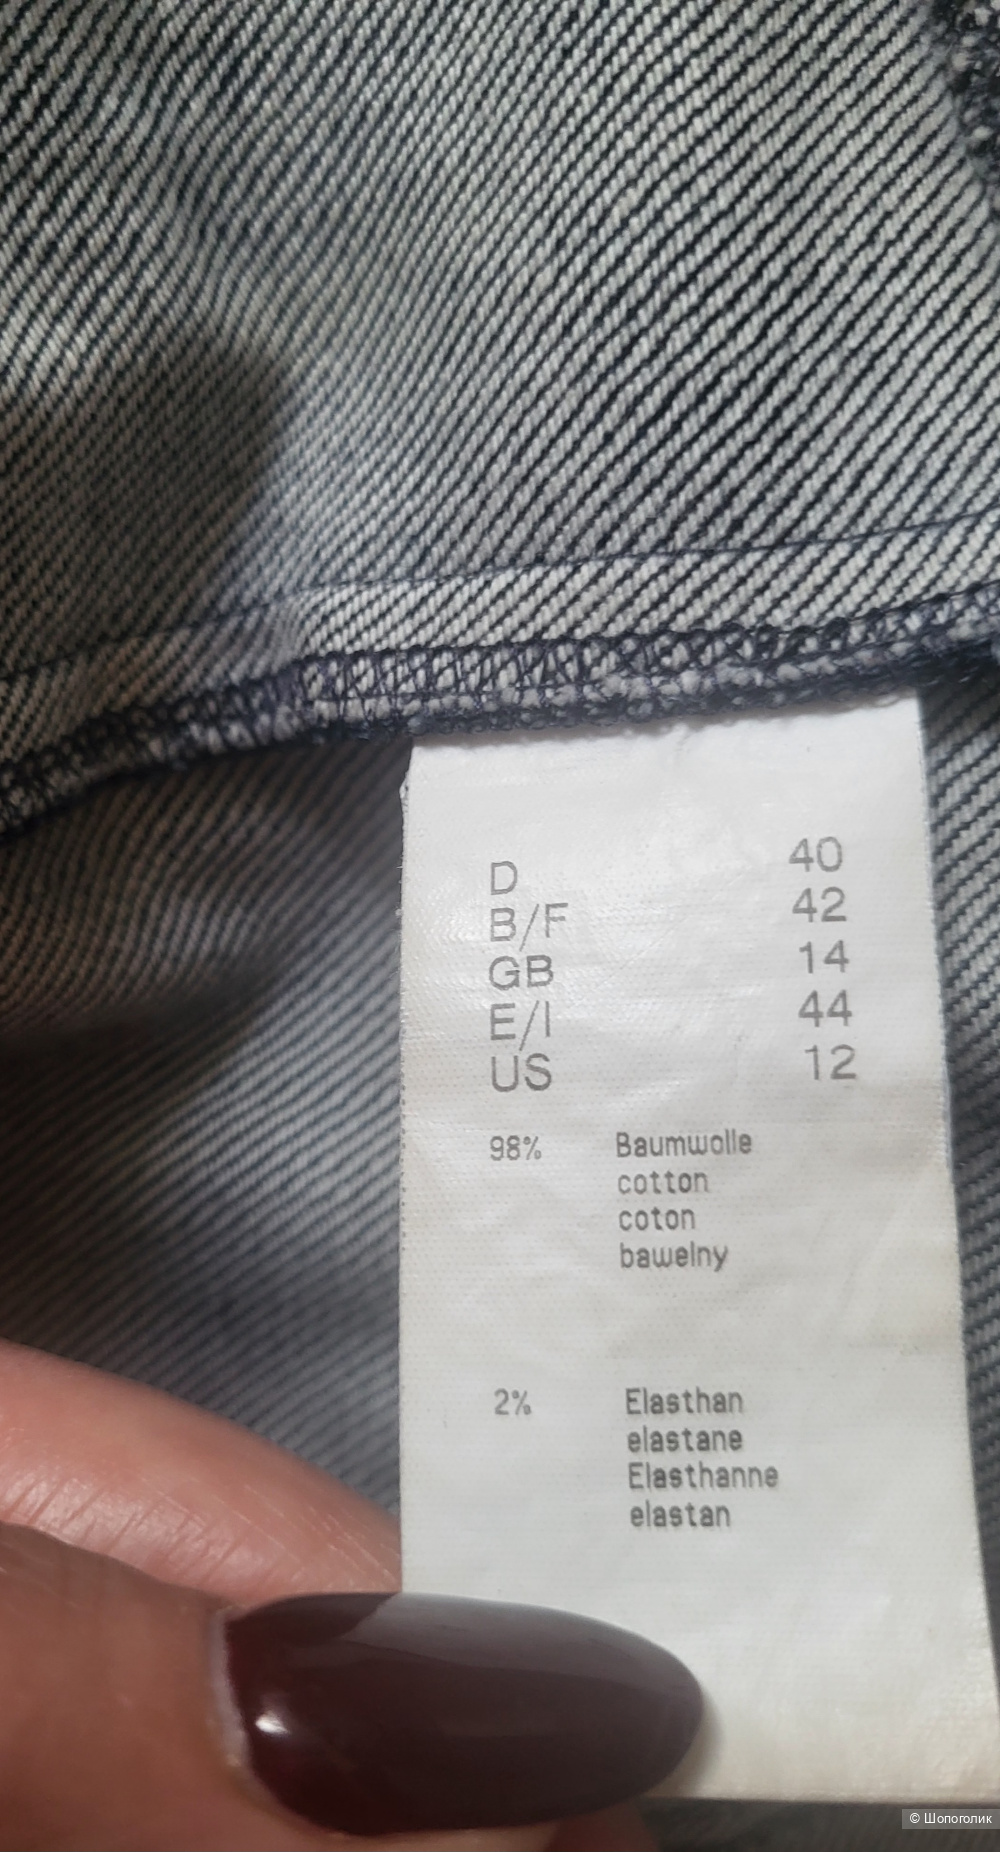 D 40
B/F 42
GB 14
E/I 44
US 12
98% Baumwolle
cotton
coton
bawelny
2% Elasthan
elastane
Elasthanne
elastan
© Шопоголик